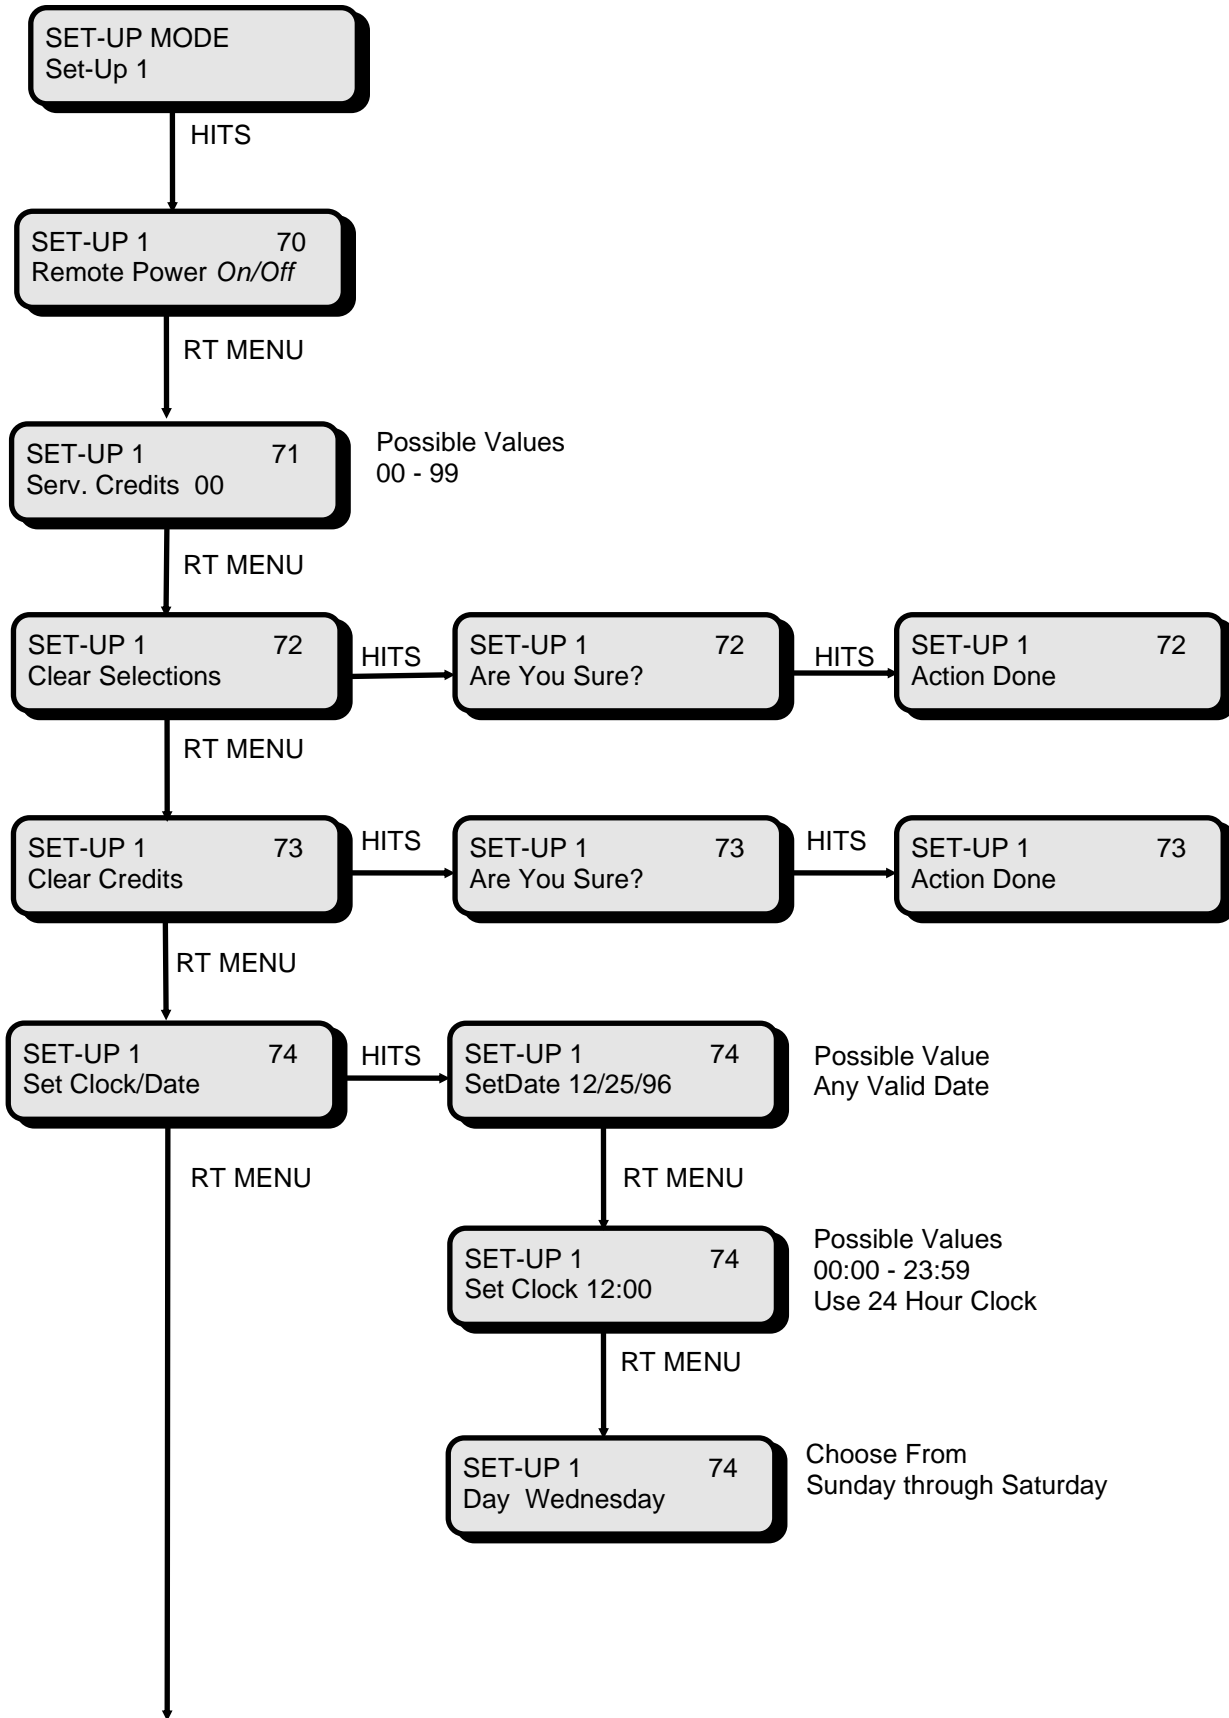 SET-UP MODE
Set-Up 1
HITS
SET-UP 1 70
Remote Power On/Off
RT MENU
SET-UP 1 71
Serv. Credits 00
Possible Values
00 - 99
RT MENU
SET-UP 1 72
Clear Selections
HITS
SET-UP 1 72
Are You Sure?
HITS
SET-UP 1 72
Action Done
RT MENU
SET-UP 1 73
Clear Credits
HITS
SET-UP 1 73
Are You Sure?
HITS
SET-UP 1 73
Action Done
RT MENU
SET-UP 1 74
Set Clock/Date
HITS
SET-UP 1 74
SetDate 12/25/96
Possible Value
Any Valid Date
RT MENU
RT MENU
SET-UP 1 74
Set Clock 12:00
Possible Values
00:00 - 23:59
Use 24 Hour Clock
RT MENU
SET-UP 1 74
Day Wednesday
Choose From
Sunday through Saturday